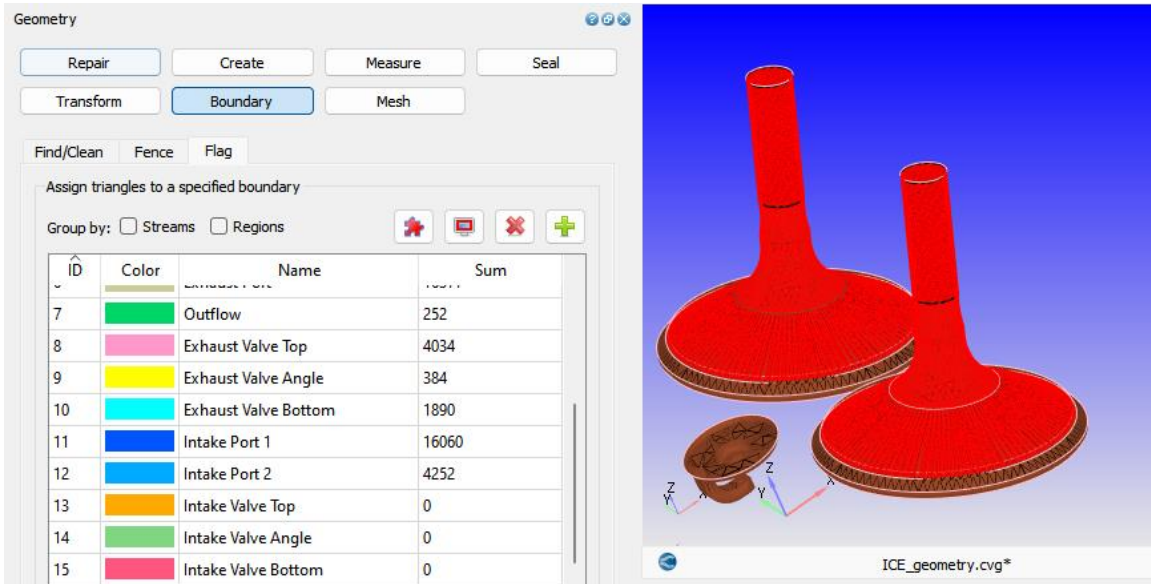 Geometry
Repair Create Measure Seal
Transform Boundary Mesh
Find/Clean Fence Flag
Assign triangles to a specified boundary
Group by: Streams Regions
ID Color Name Sum
7 Outflow 252
8 Exhaust Valve Top 4034
9 Exhaust Valve Angle 384
10 Exhaust Valve Bottom 1890
11 Intake Port 1 16060
12 Intake Port 2 4252
13 Intake Valve Top 0
14 Intake Valve Angle 0
15 Intake Valve Bottom 0
Z Y X
Z Y X
ICE_geometry.cvg*